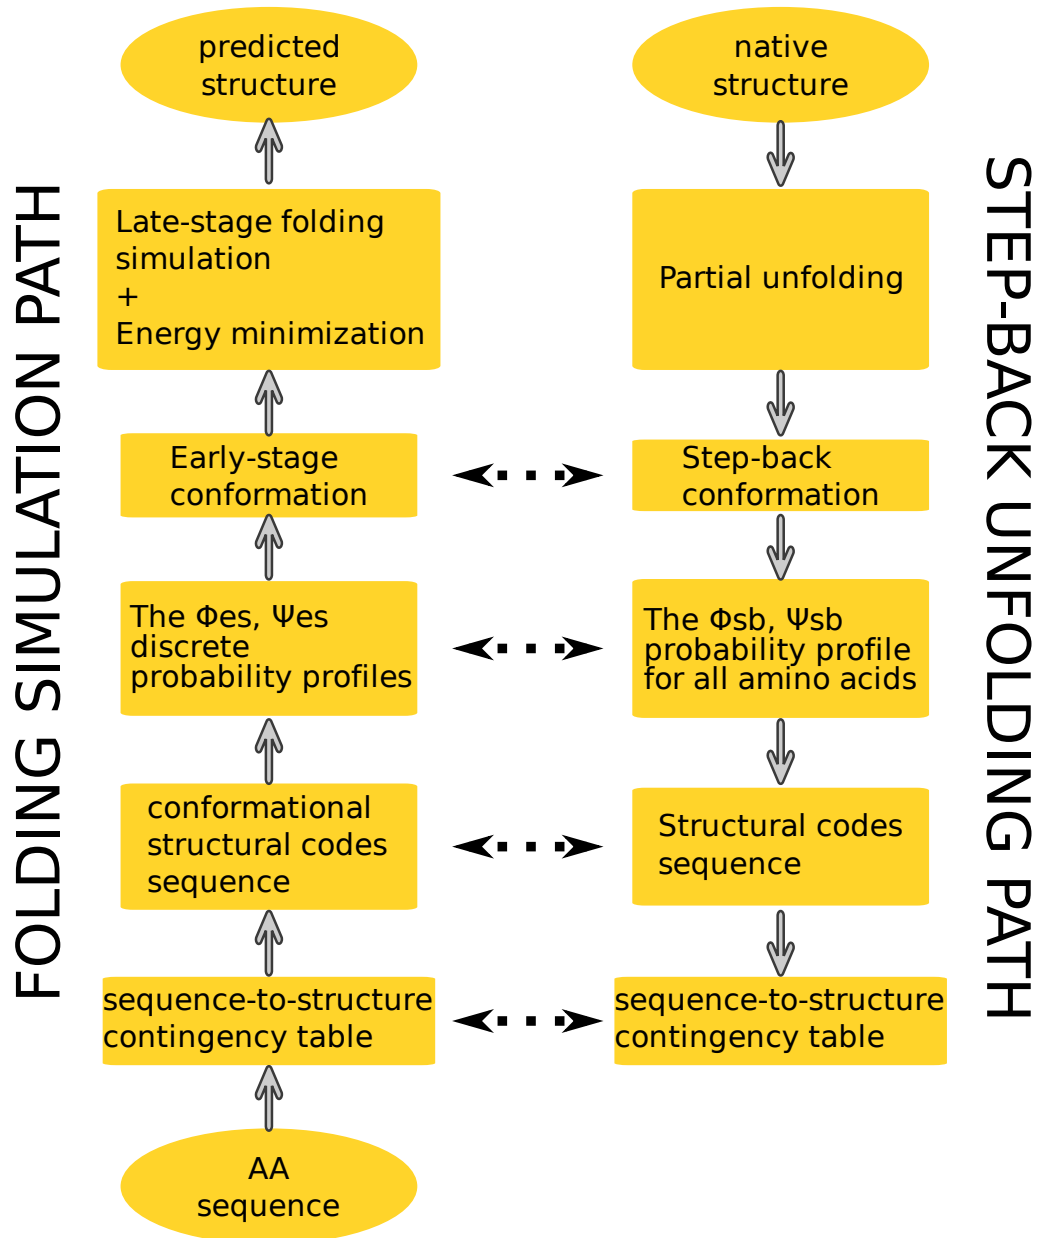 FOLDING SIMULATION PATH
predicted
structure
Late-stage folding
simulation
+
Energy minimization
Early-stage
conformation
The Φes, Ψes
discrete
probability profiles
conformational
structural codes
sequence
sequence-to-structure
contingency table
AA
sequence
native
structure
Partial unfolding
Step-back
conformation
The Φsb, Ψsb
probability profile
for all amino acids
Structural codes
sequence
sequence-to-structure
contingency table
STEP-BACK UNFOLDING PATH